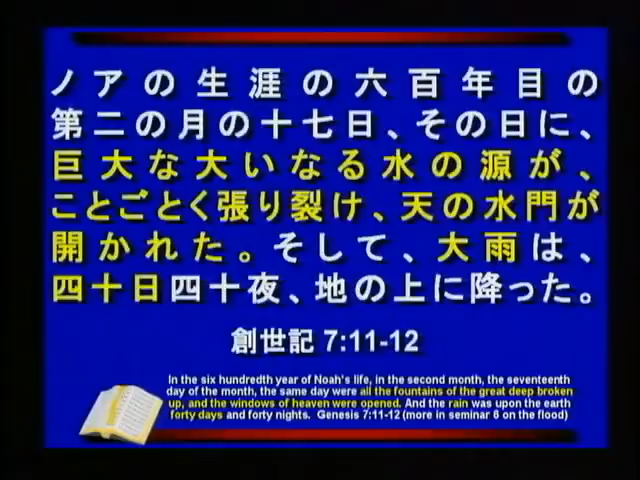 ノアの生涯の六百年目の
第二の月の十七日、その日に、
巨大な大いなる水の源が、
ことごとく張り裂け、天の水門が
開かれた。そして、大雨は、
四十日四十夜、地の上に降った。
創世記 7:11-12
In the six hundredth year of Noah's life, in the second month, the seventeenth
day of the month, the same day were all the fountains of the great deep broken
up, and the windows of heaven were opened. And the rain was upon the earth
forty days and forty nights. Genesis 7:11-12 (more in seminar 6 on the flood)